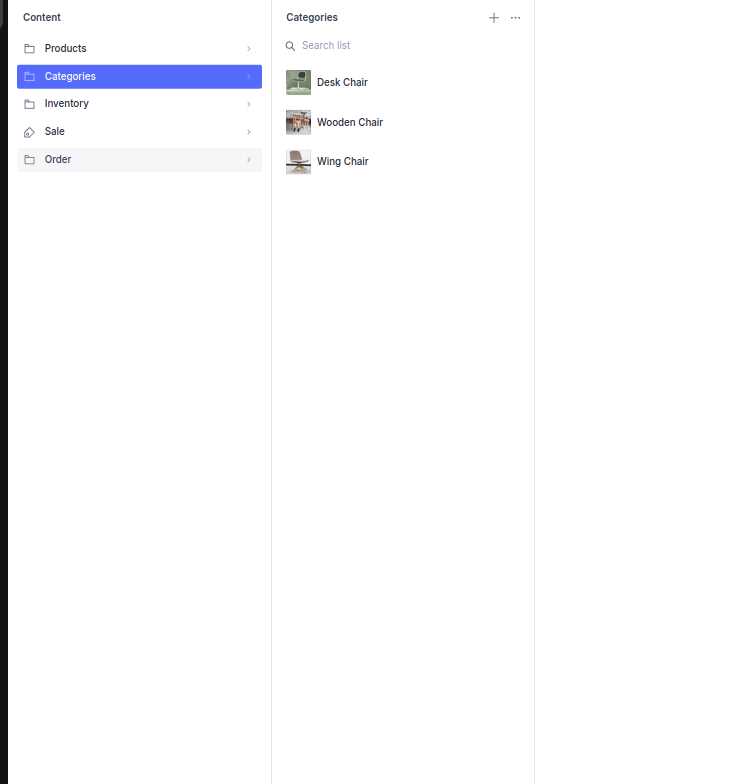 Content
Products
Categories
Inventory
Sale
Order
Categories
Search list
Desk Chair
Wooden Chair
Wing Chair